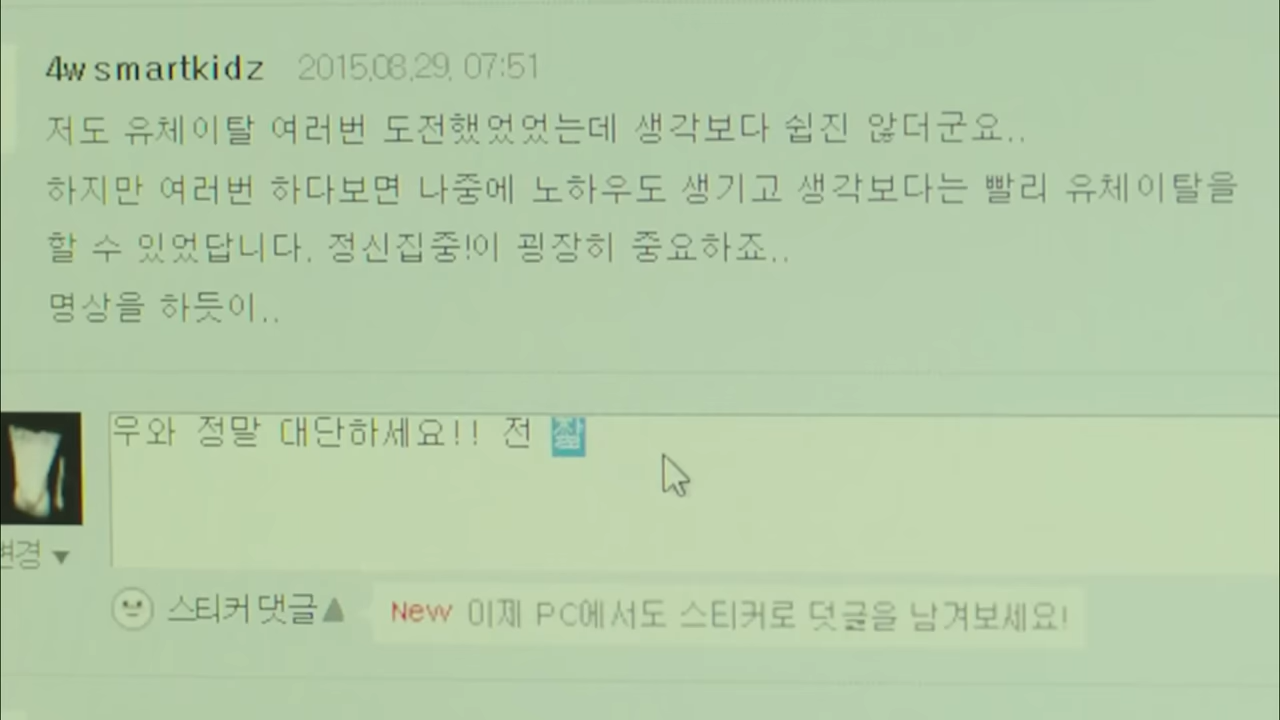 4wsmartkidz 2015.08.29. 07:51
저도 유체이탈 여러번 도전했었었는데 생각보다 쉽진 않더군요..
하지만 여러번 하다보면 나중에 노하우도 생기고 생각보다는 빨리 유체이탈을
할 수 있었답니다. 정신집중!이 굉장히 중요하죠..
명상을 하듯이..
우와 정말 대단하세요!! 전
변경 ▼
스티커 댓글▲ New 이제 PC에서도 스티커로 덧글을 남겨보세요!